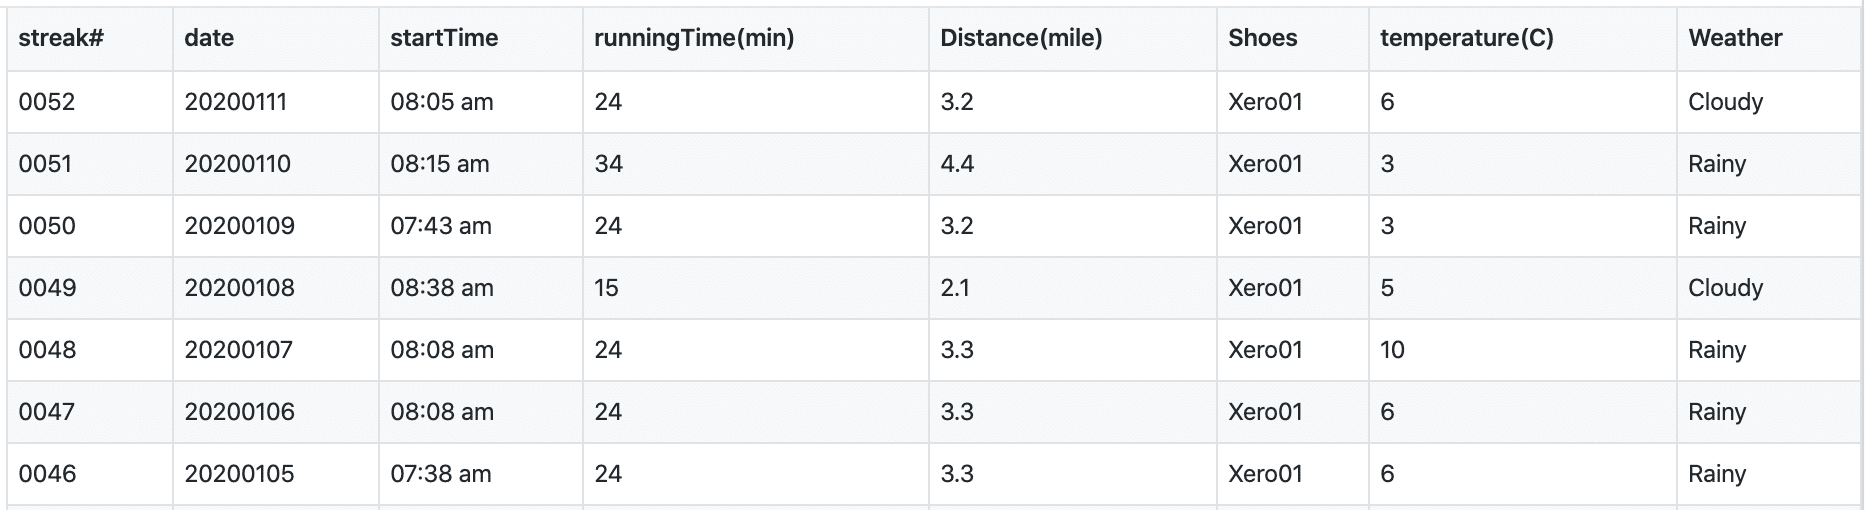 streak# date startTime runningTime(min) Distance(mile) Shoes temperature(C) Weather
0052 20200111 08:05 am 24 3.2 Xero01 6 Cloudy
0051 20200110 08:15 am 34 4.4 Xero01 3 Rainy
0050 20200109 07:43 am 24 3.2 Xero01 3 Rainy
0049 20200108 08:38 am 15 2.1 Xero01 5 Cloudy
0048 20200107 08:08 am 24 3.3 Xero01 10 Rainy
0047 20200106 08:08 am 24 3.3 Xero01 6 Rainy
0046 20200105 07:38 am 24 3.3 Xero01 6 Rainy